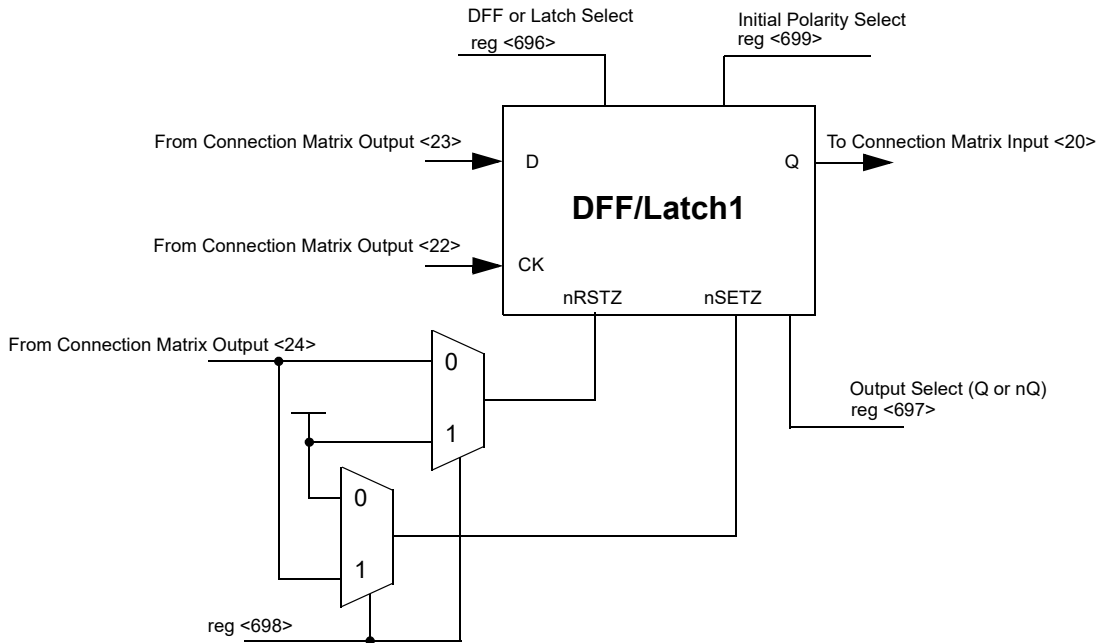 DFF or Latch Select
reg <696>
Initial Polarity Select
reg <699>
From Connection Matrix Output <23>
To Connection Matrix Input <20>
D
Q
DFF/Latch1
From Connection Matrix Output <22>
CK
nRSTZ
nSETZ
From Connection Matrix Output <24>
0
1
Output Select (Q or nQ)
reg <697>
0
1
reg <698>